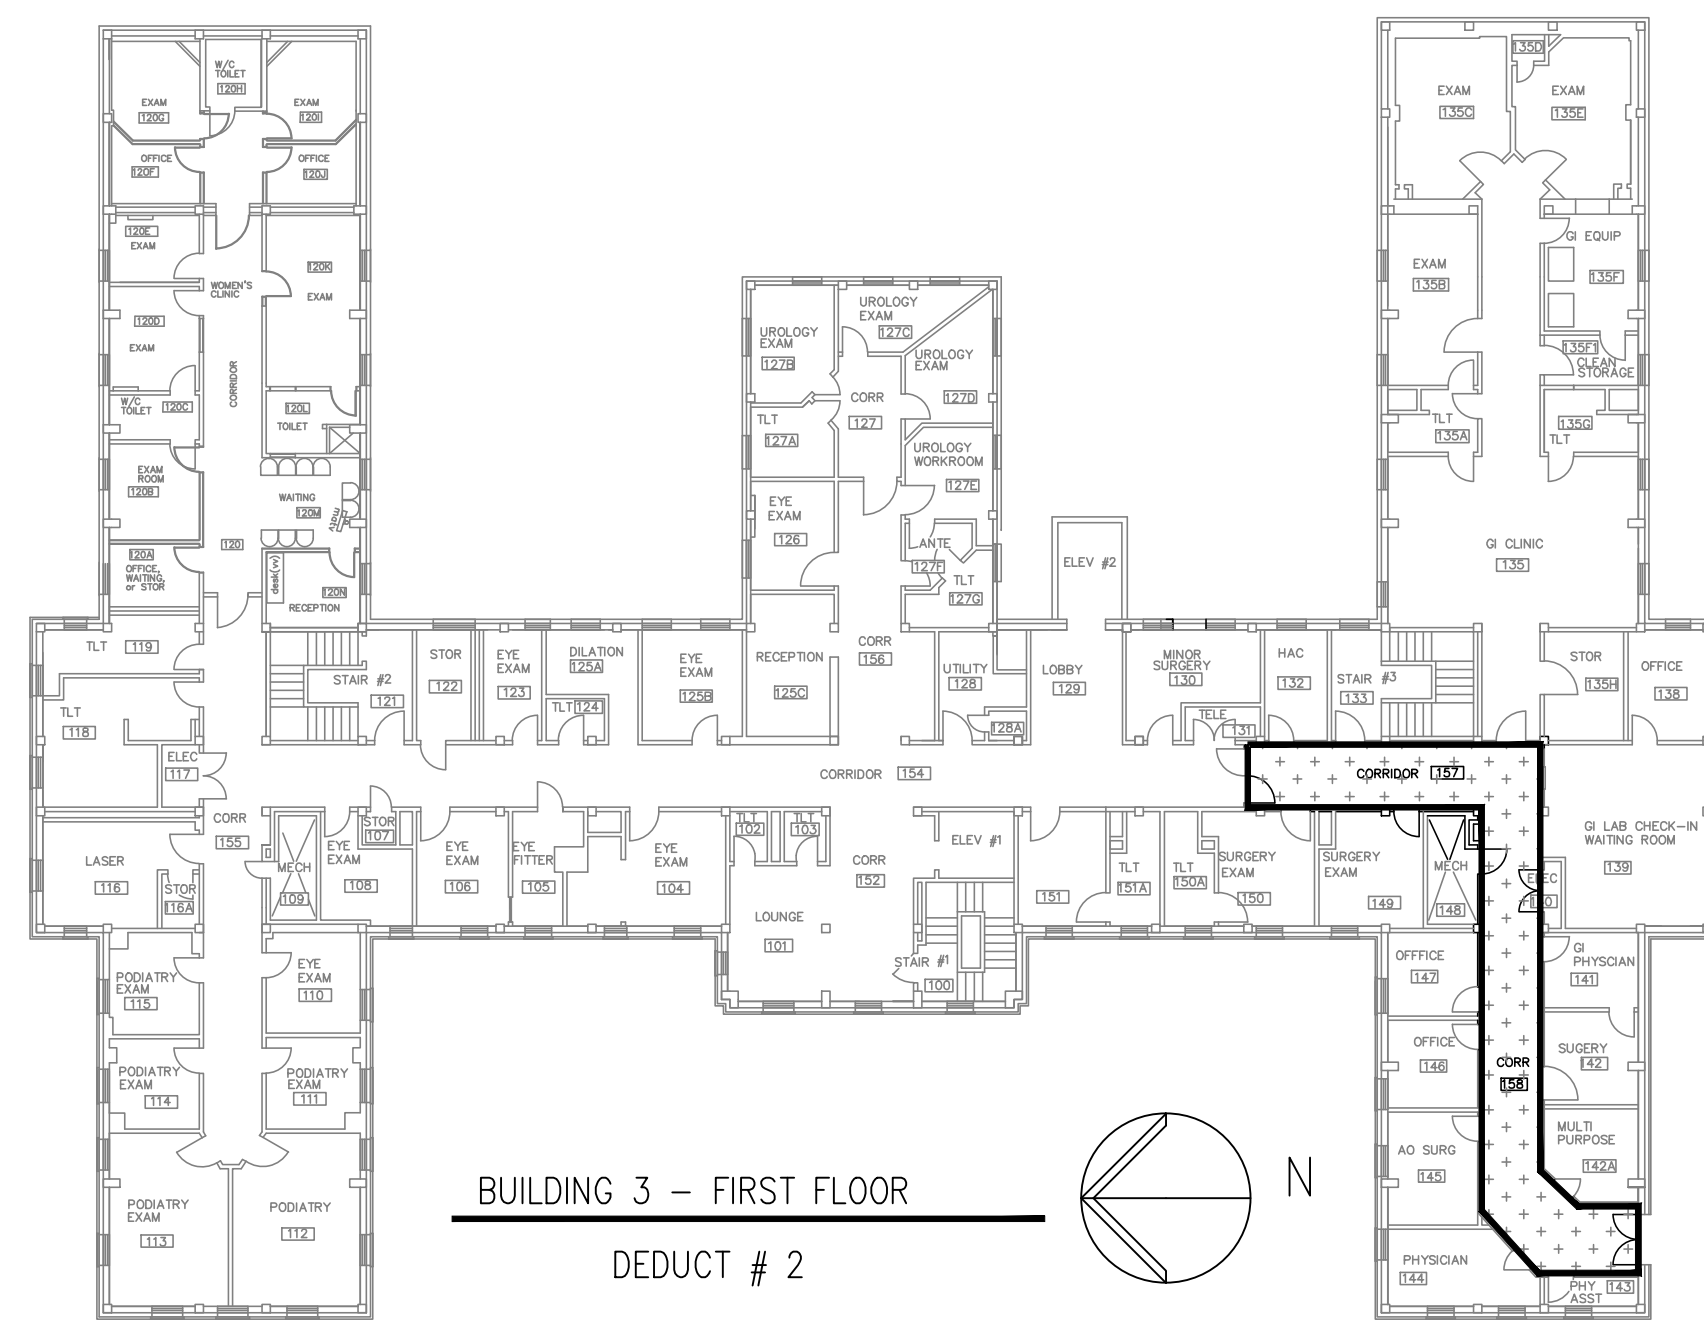 W/C
TOILET
120H
EXAM
120G
EXAM
120I
OFFICE
120F
OFFICE
120J
120E
EXAM
120K
EXAM
WOMEN'S
CLINIC
120D
EXAM
CORRIDOR
W/C
TOILET
120C
120L
TOILET
EXAM
ROOM
120B
WAITING
120M
120
120A
OFFICE,
WAITING,
or STOR
desk(vv)
120N
RECEPTION
TLT
119
TLT
118
ELEC
117
CORR
155
LASER
116
STOR
116A
STAIR #2
121
STOR
122
EYE
EXAM
123
DILATION
125A
TLT 124
EYE
EXAM
125B
RECEPTION
125C
MECH
109
EYE
EXAM
108
STOR
107
EYE
EXAM
106
EYE
FITTER
105
EYE
EXAM
104
TLT
102
TLT
103
LOUNGE
101
CORR
152
ELEV #1
STAIR #1
100
PODIATRY
EXAM
115
EYE
EXAM
110
PODIATRY
EXAM
114
PODIATRY
EXAM
111
PODIATRY
EXAM
113
PODIATRY
112
UROLOGY
EXAM
127B
UROLOGY
EXAM
127C
UROLOGY
EXAM
127D
TLT
127A
CORR
127
UROLOGY
WORKROOM
127E
EYE
EXAM
126
ANTE
127F
TLT
127G
CORR
156
UTILITY
128
128A
CORRIDOR 154
ELEV #2
LOBBY
129
MINOR
SURGERY
130
TELE
131
HAC
132
STAIR #3
133
151
TLT
151A
TLT
150A
SURGERY
EXAM
150
SURGERY
EXAM
149
MECH
148
CORRIDOR 157
135D
EXAM
135C
EXAM
135E
EXAM
135B
GI EQUIP
135F
135F1
CLEAN
STORAGE
TLT
135A
135G
TLT
GI CLINIC
135
STOR
135H
OFFICE
138
GI LAB CHECK-IN
WAITING ROOM
139
ELEC
140
OFFFICE
147
GI
PHYSCIAN
141
OFFICE
146
SUGERY
142
CORR
158
AO SURG
145
MULTI
PURPOSE
142A
PHYSICIAN
144
PHY
ASST
143
BUILDING 3 - FIRST FLOOR
DEDUCT # 2
N